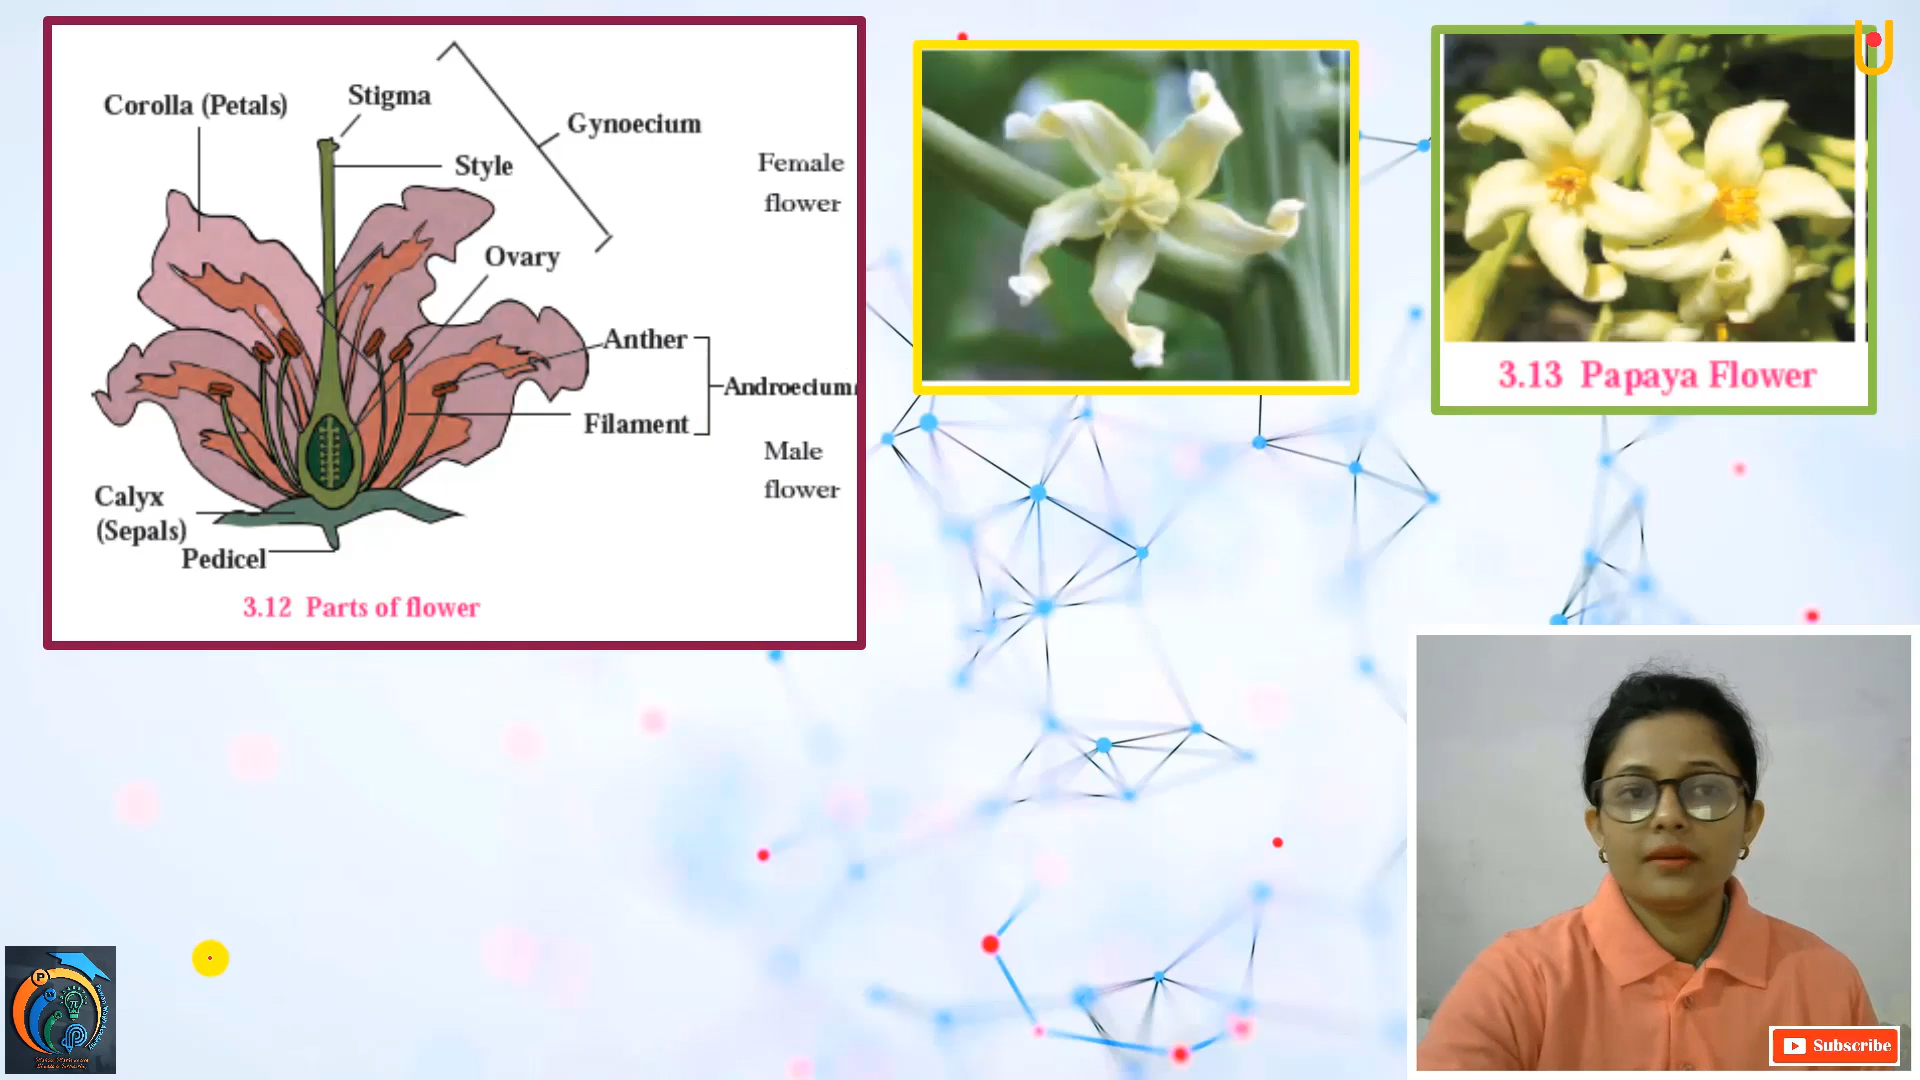 Corolla (Petals)
Stigma
Gynoecium
Style
Female
flower
Ovary
Anther
Androecium
Filament
Male
flower
Calyx
(Sepals)
Pedicel
3.12 Parts of flower
3.13 Papaya Flower
U
P
Subscribe